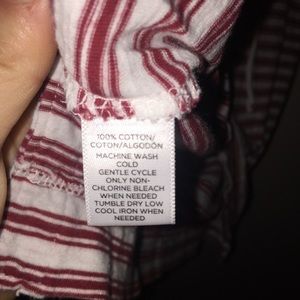 100% COTTON/
COTON/ALGODÓN
MACHINE WASH
COLD
GENTLE CYCLE
ONLY NON-
CHLORINE BLEACH
WHEN NEEDED
TUMBLE DRY LOW
COOL IRON WHEN
NEEDED